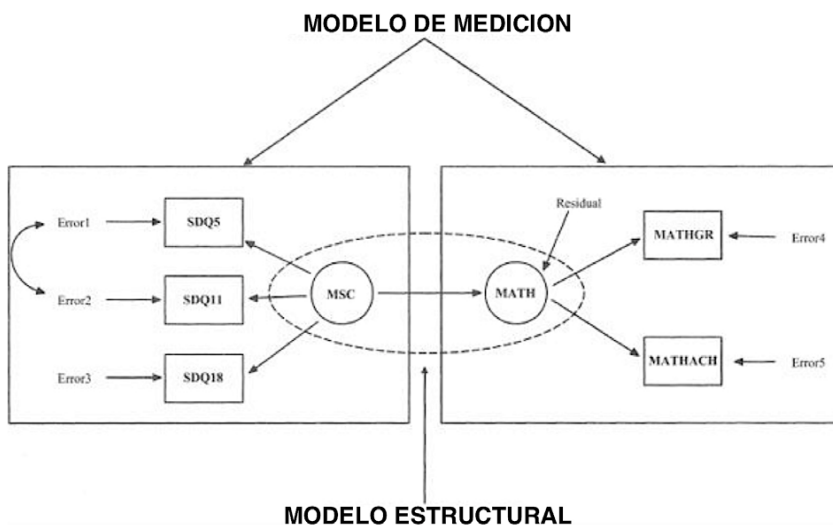 MODELO DE MEDICION
Residual
Error1
SDQ5
MATHGR
Error4
Error2
SDQ11
MSC
MATH
Error3
SDQ18
MATHACH
Error5
MODELO ESTRUCTURAL